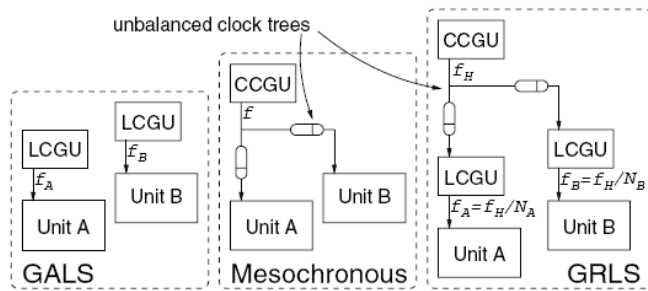 unbalanced clock trees
LCGU
f_A
Unit A
LCGU
f_B
Unit B
GALS
CCGU
f
Unit A
Unit B
Mesochronous
CCGU
f_H
LCGU
f_A=f_H/N_A
Unit A
LCGU
f_B=f_H/N_B
Unit B
GRLS